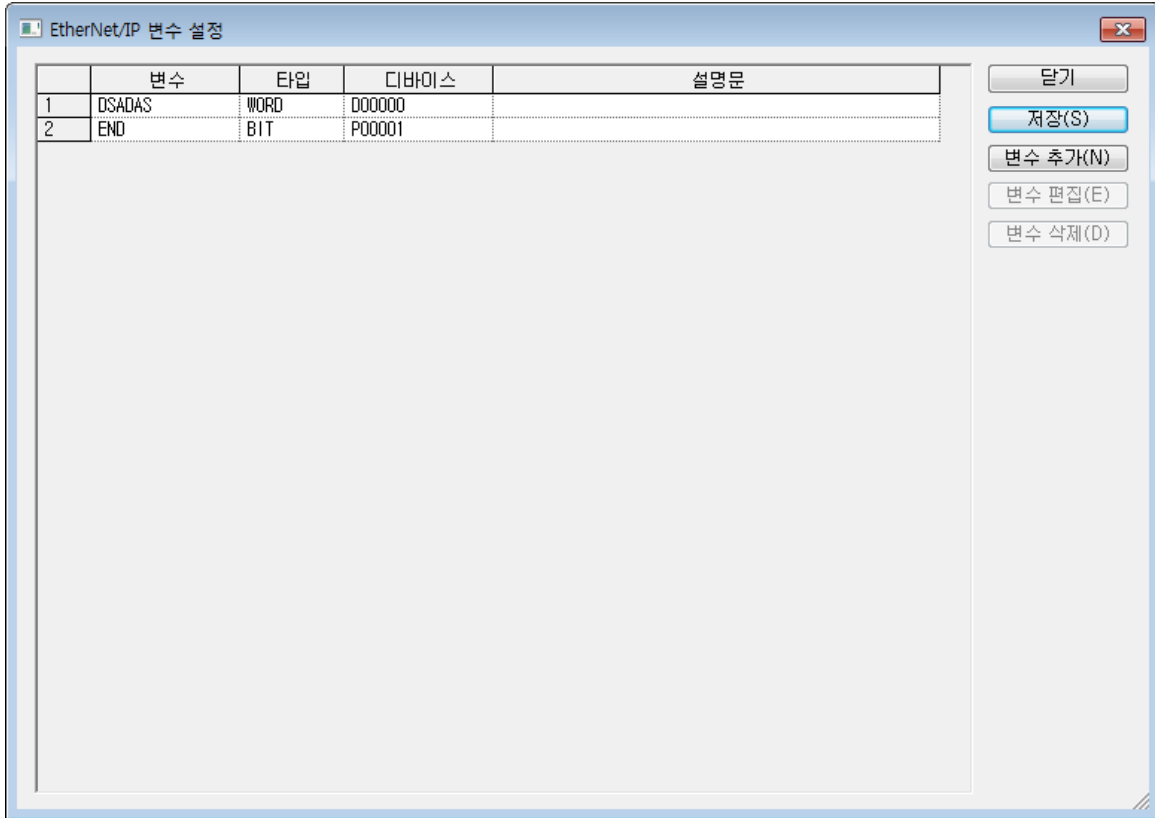 EtherNet/IP 변수 설정
변수 타입 디바이스 설명문
1 DSADAS WORD D00000
2 END BIT P00001
닫기
저장(S)
변수 추가(N)
변수 편집(E)
변수 삭제(D)